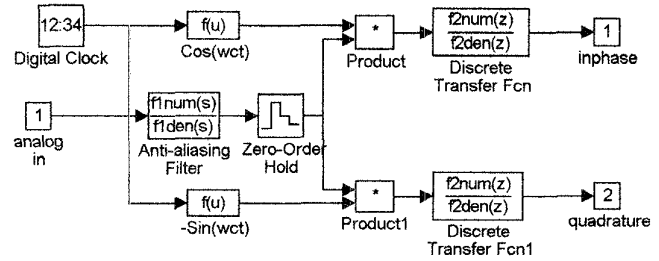 12:34
Digital Clock
f(u)
Cos(wct)
*
Product
f2num(z)
f2den(z)
Discrete
Transfer Fcn
1
inphase
1
analog
in
f1num(s)
f1den(s)
Anti-aliasing
Filter
Zero-Order
Hold
f(u)
-Sin(wct)
*
Product1
f2num(z)
f2den(z)
Discrete
Transfer Fcn1
2
quadrature